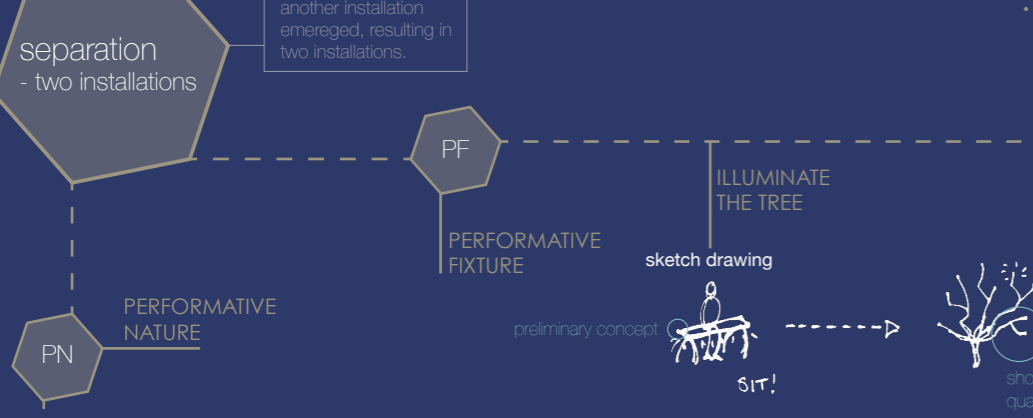 another installation
emereged, resulting in
two installations.
separation
- two installations
PF
ILLUMINATE
THE TREE
PERFORMATIVE
FIXTURE
sketch drawing
PERFORMATIVE
NATURE
preliminary concept
PN
SIT!